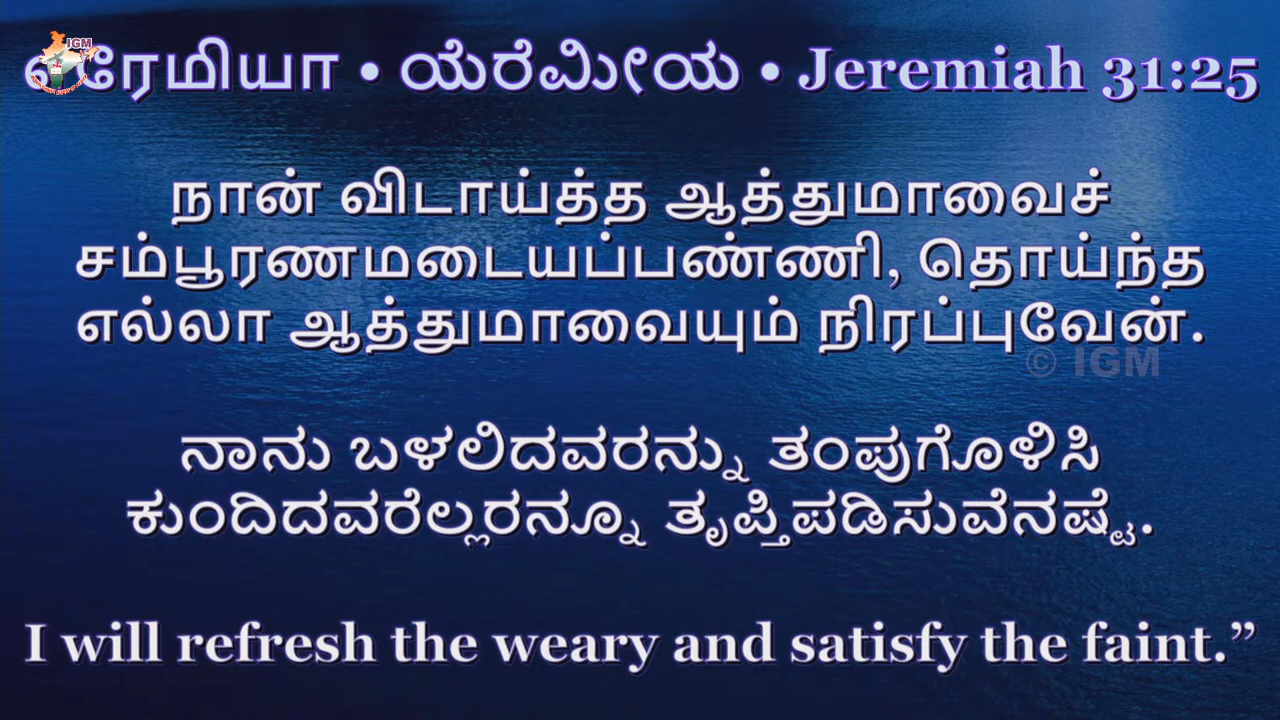 IGM
எரேமியா • ಯೆರೆಮೀಯ • Jeremiah 31:25
நான் விடாய்த்த ஆத்துமாவைச்
சம்பூரணமடையப்பண்ணி, தொய்ந்த
எல்லா ஆத்துமாவையும் நிரப்புவேன்.
© IGM
ನಾನು ಬಳಲಿದವರನ್ನು ತಂಪುಗೊಳಿಸಿ
ಕುಂದಿದವರೆಲ್ಲರನ್ನೂ ತೃಪ್ತಿಪಡಿಸುವೆನಷ್ಟೆ.
I will refresh the weary and satisfy the faint.”